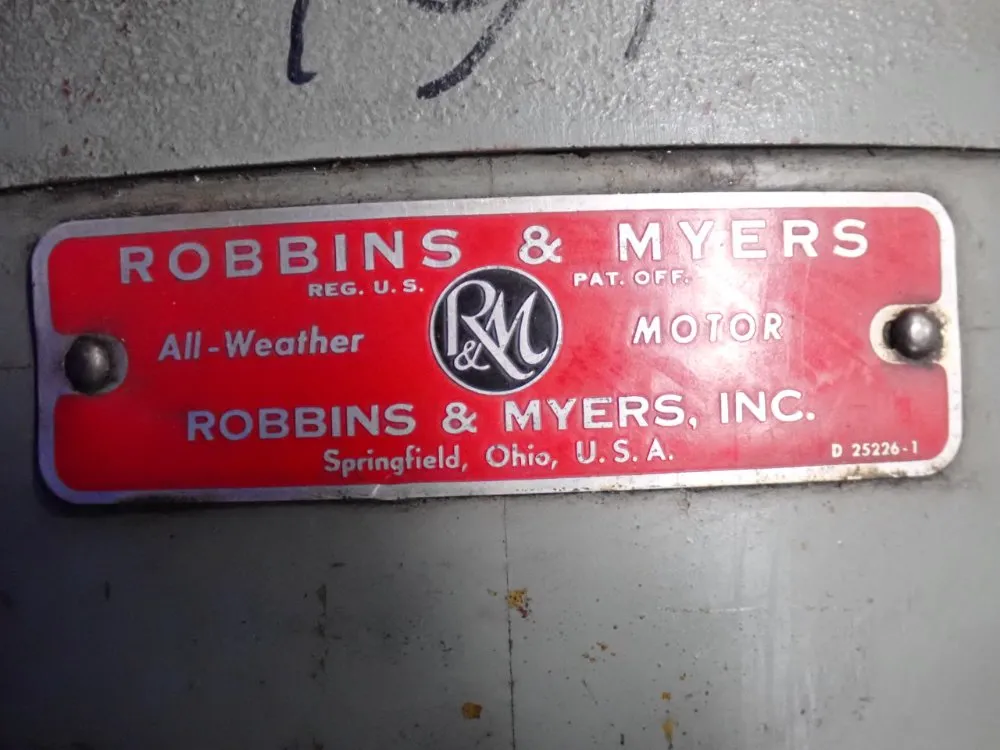 ROBBINS & MYERS
REG. U. S. PAT. OFF.
All-Weather R&M MOTOR
ROBBINS & MYERS, INC.
Springfield, Ohio, U. S. A.
D 25226-1